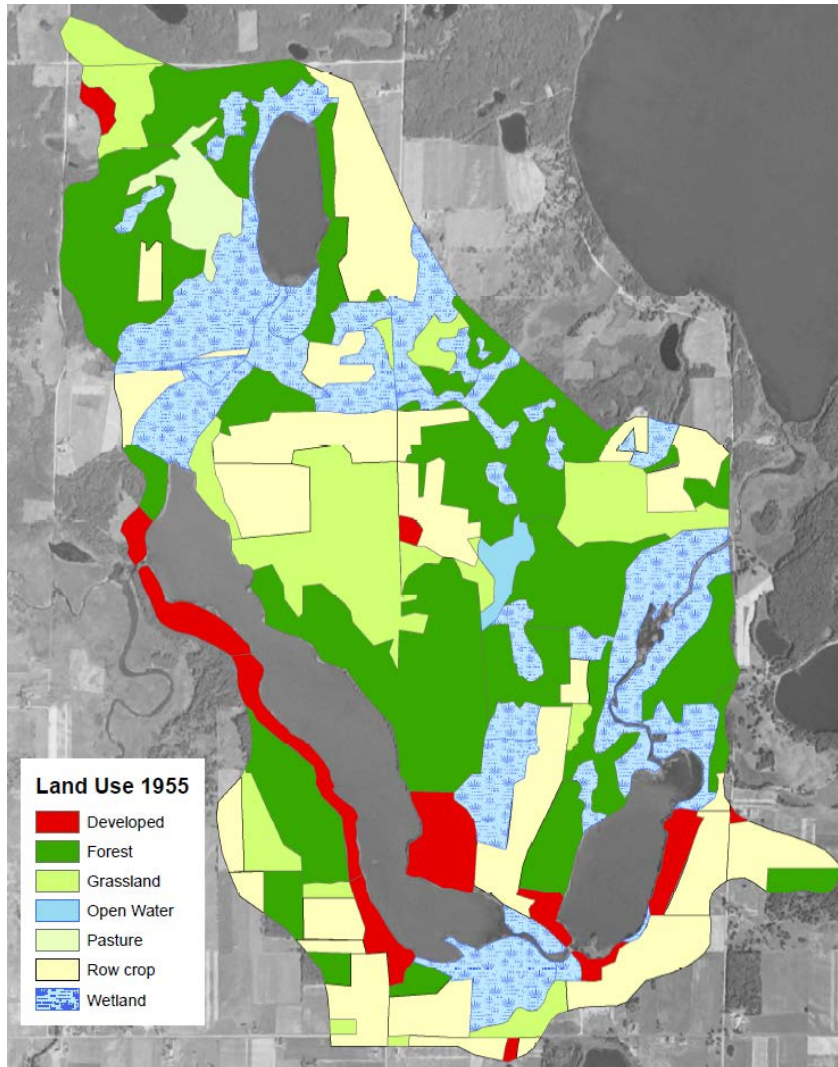 Land Use 1955
Developed
Forest
Grassland
Open Water
Pasture
Row crop
Wetland